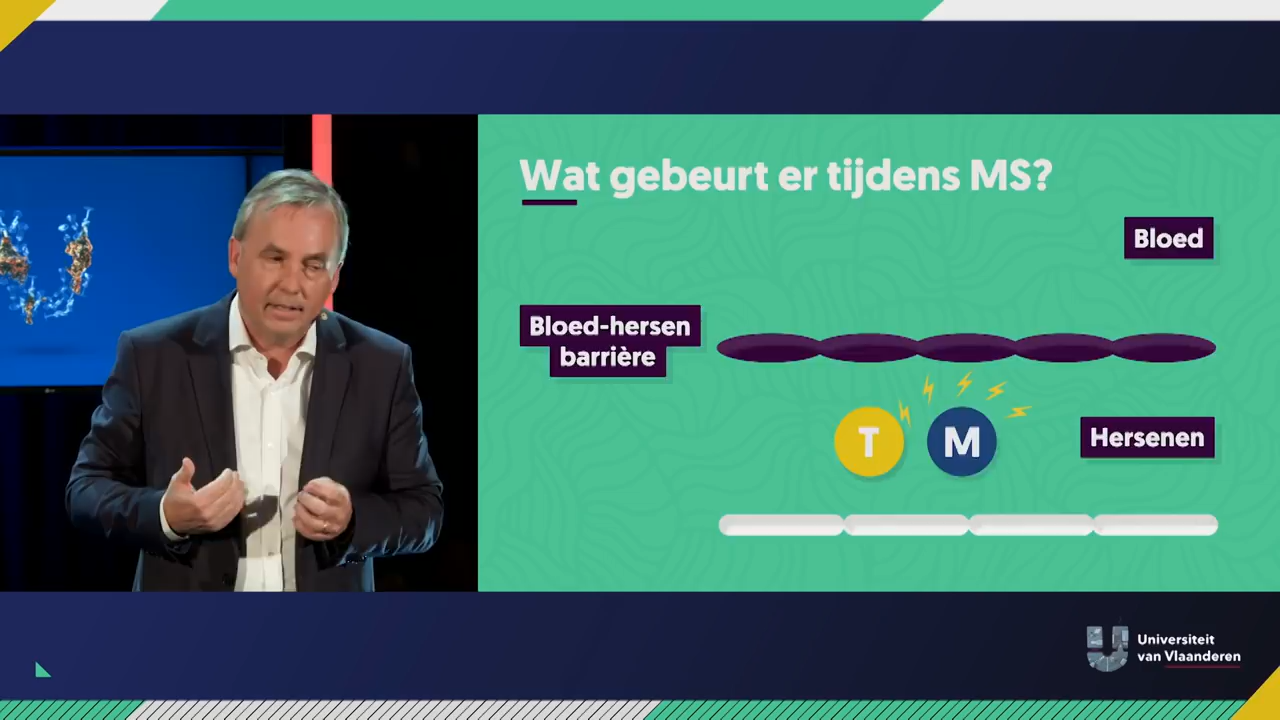 Wat gebeurt er tijdens MS?
Bloed
Bloed-hersen
barrière
T
M
Hersenen
Universiteit
van Vlaanderen